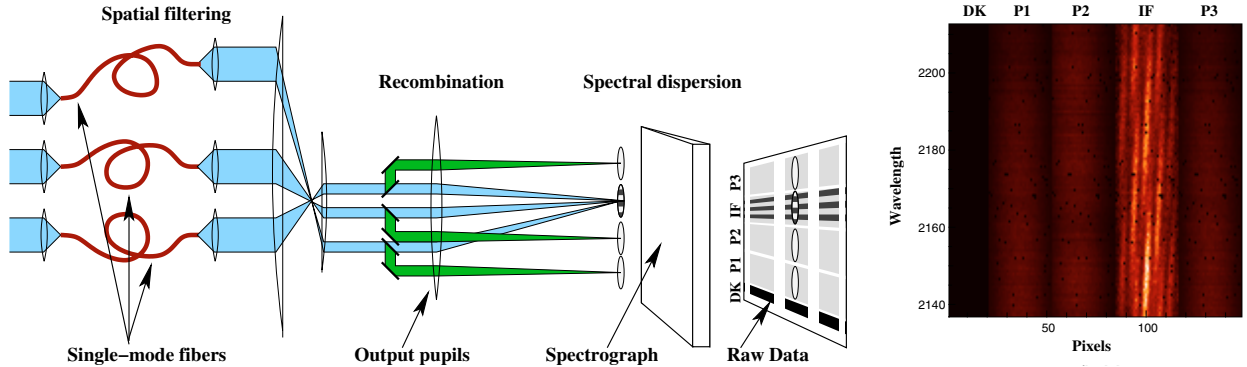 Spatial filtering
Recombination
Spectral dispersion
Single−mode fibers
Output pupils
Spectrograph
Raw Data
P3
IF
P2
P1
DK
DK P1 P2 IF P3
Wavelength
2200
2180
2160
2140
50 100
Pixels